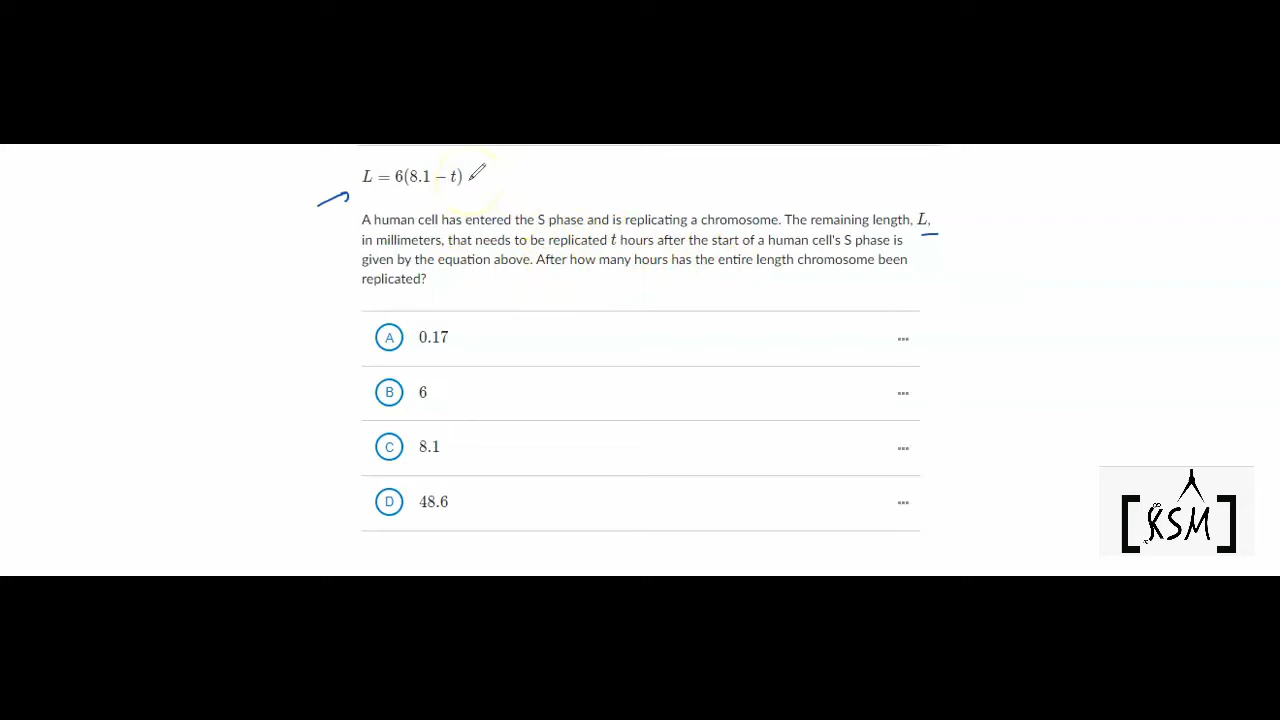 L = 6(8.1 − t)
A human cell has entered the S phase and is replicating a chromosome. The remaining length, L,
in millimeters, that needs to be replicated t hours after the start of a human cell's S phase is
given by the equation above. After how many hours has the entire length chromosome been
replicated?
A 0.17
B 6
C 8.1
D 48.6
[KSM]